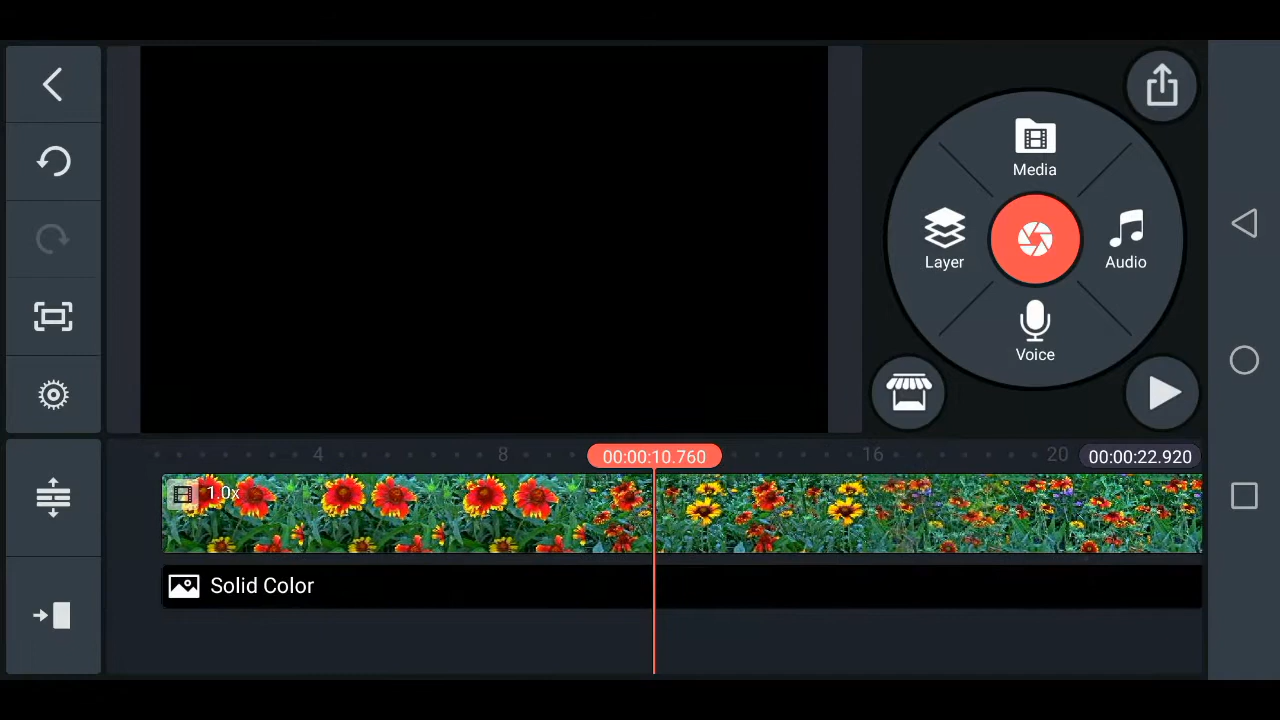 Media
Layer
Audio
Voice
4
8
00:00:10.760
16
20
00:00:22.920
1.0x
Solid Color